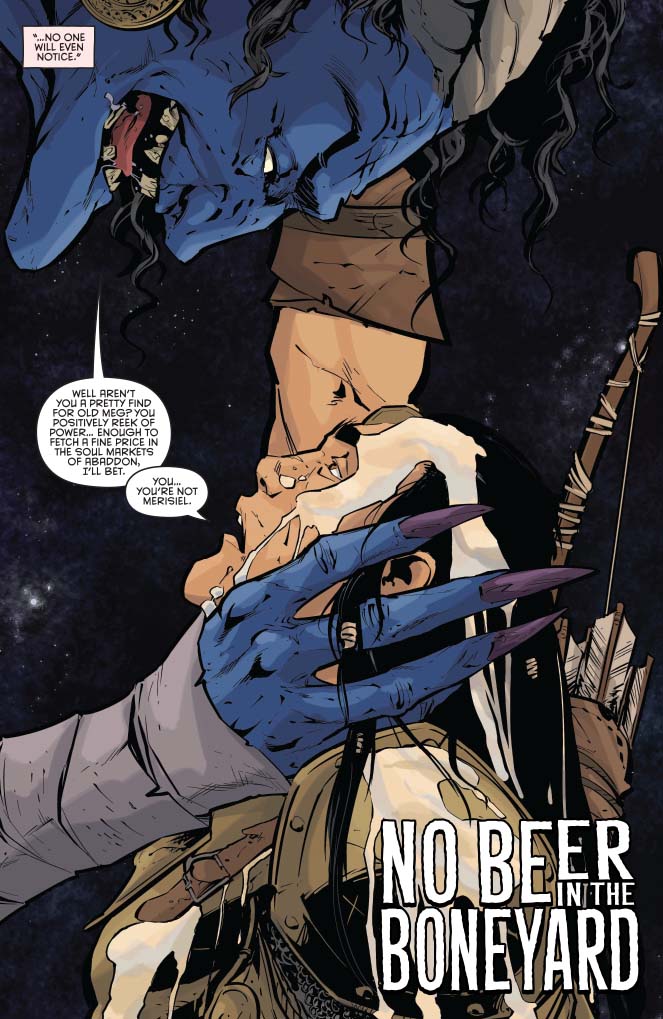 "...NO ONE
WILL EVEN
NOTICE."
WELL AREN'T
YOU A PRETTY FIND
FOR OLD MEG? YOU
POSITIVELY REEK OF
POWER... ENOUGH TO
FETCH A FINE PRICE IN
THE SOUL MARKETS
OF ABADDON,
I'LL BET.
YOU...
YOU'RE NOT
MERISIEL.
NO BEER
IN THE
BONEYARD